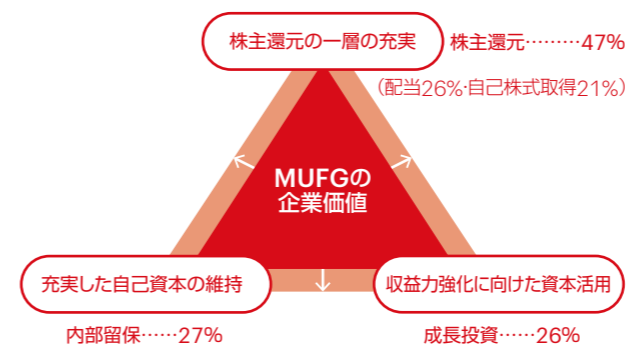 株主還元の一層の充実
株主還元………47%
（配当26%・自己株式取得21%）
MUFGの
企業価値
充実した自己資本の維持
収益力強化に向けた資本活用
内部留保……27%
成長投資……26%